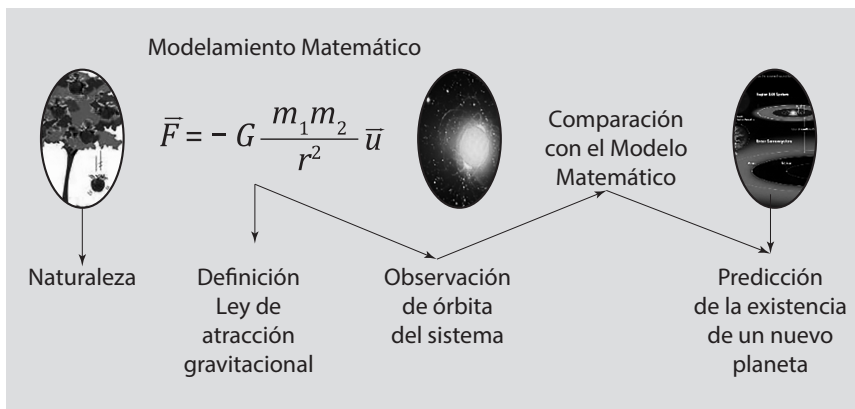 Modelamiento Matemático
F⃗ = − G m₁m₂ / r² u⃗
Comparación
con el Modelo
Matemático
Naturaleza
Definición
Ley de
atracción
gravitacional
Observación
de órbita
del sistema
Predicción
de la existencia
de un nuevo
planeta